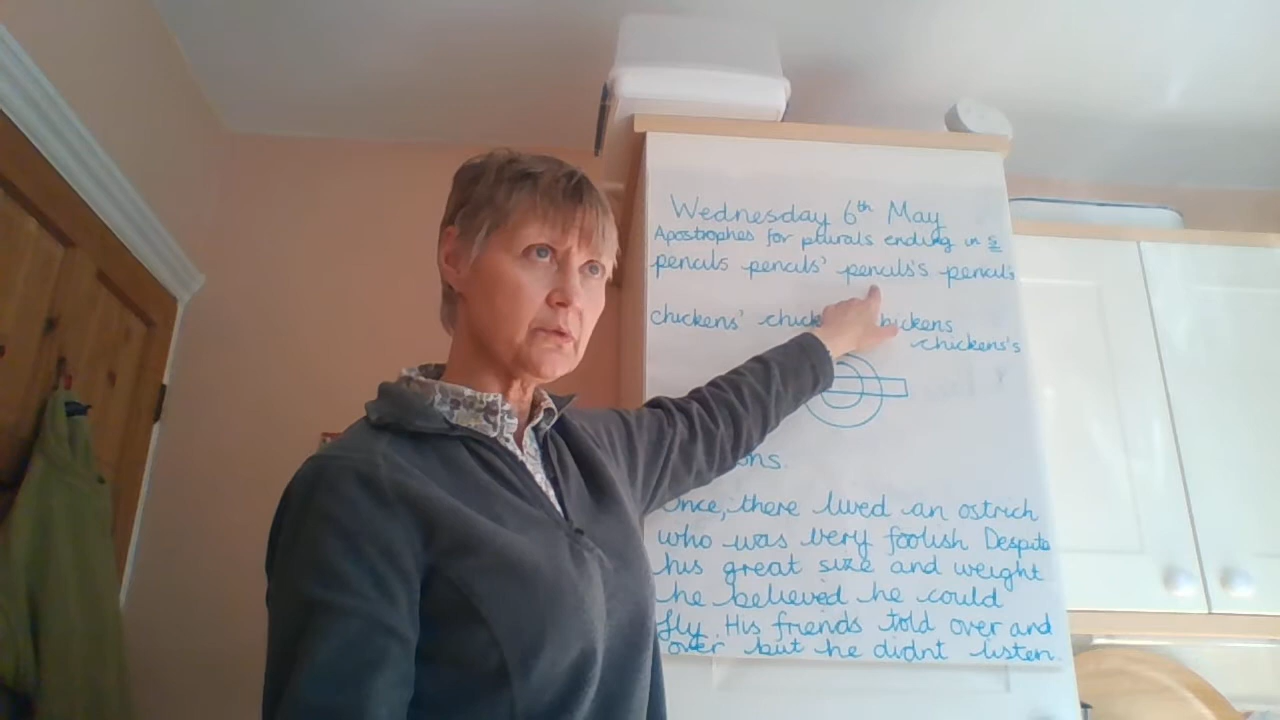 Wednesday 6th May
Apostrophes for plurals ending in s
pencils pencils' pencils's pencil's
chickens' chickens
chickens's
Once, there lived an ostrich
who was very foolish Despite
his great size and weight
he believed he could
fly. His friends told over and
over but he didnt listen.